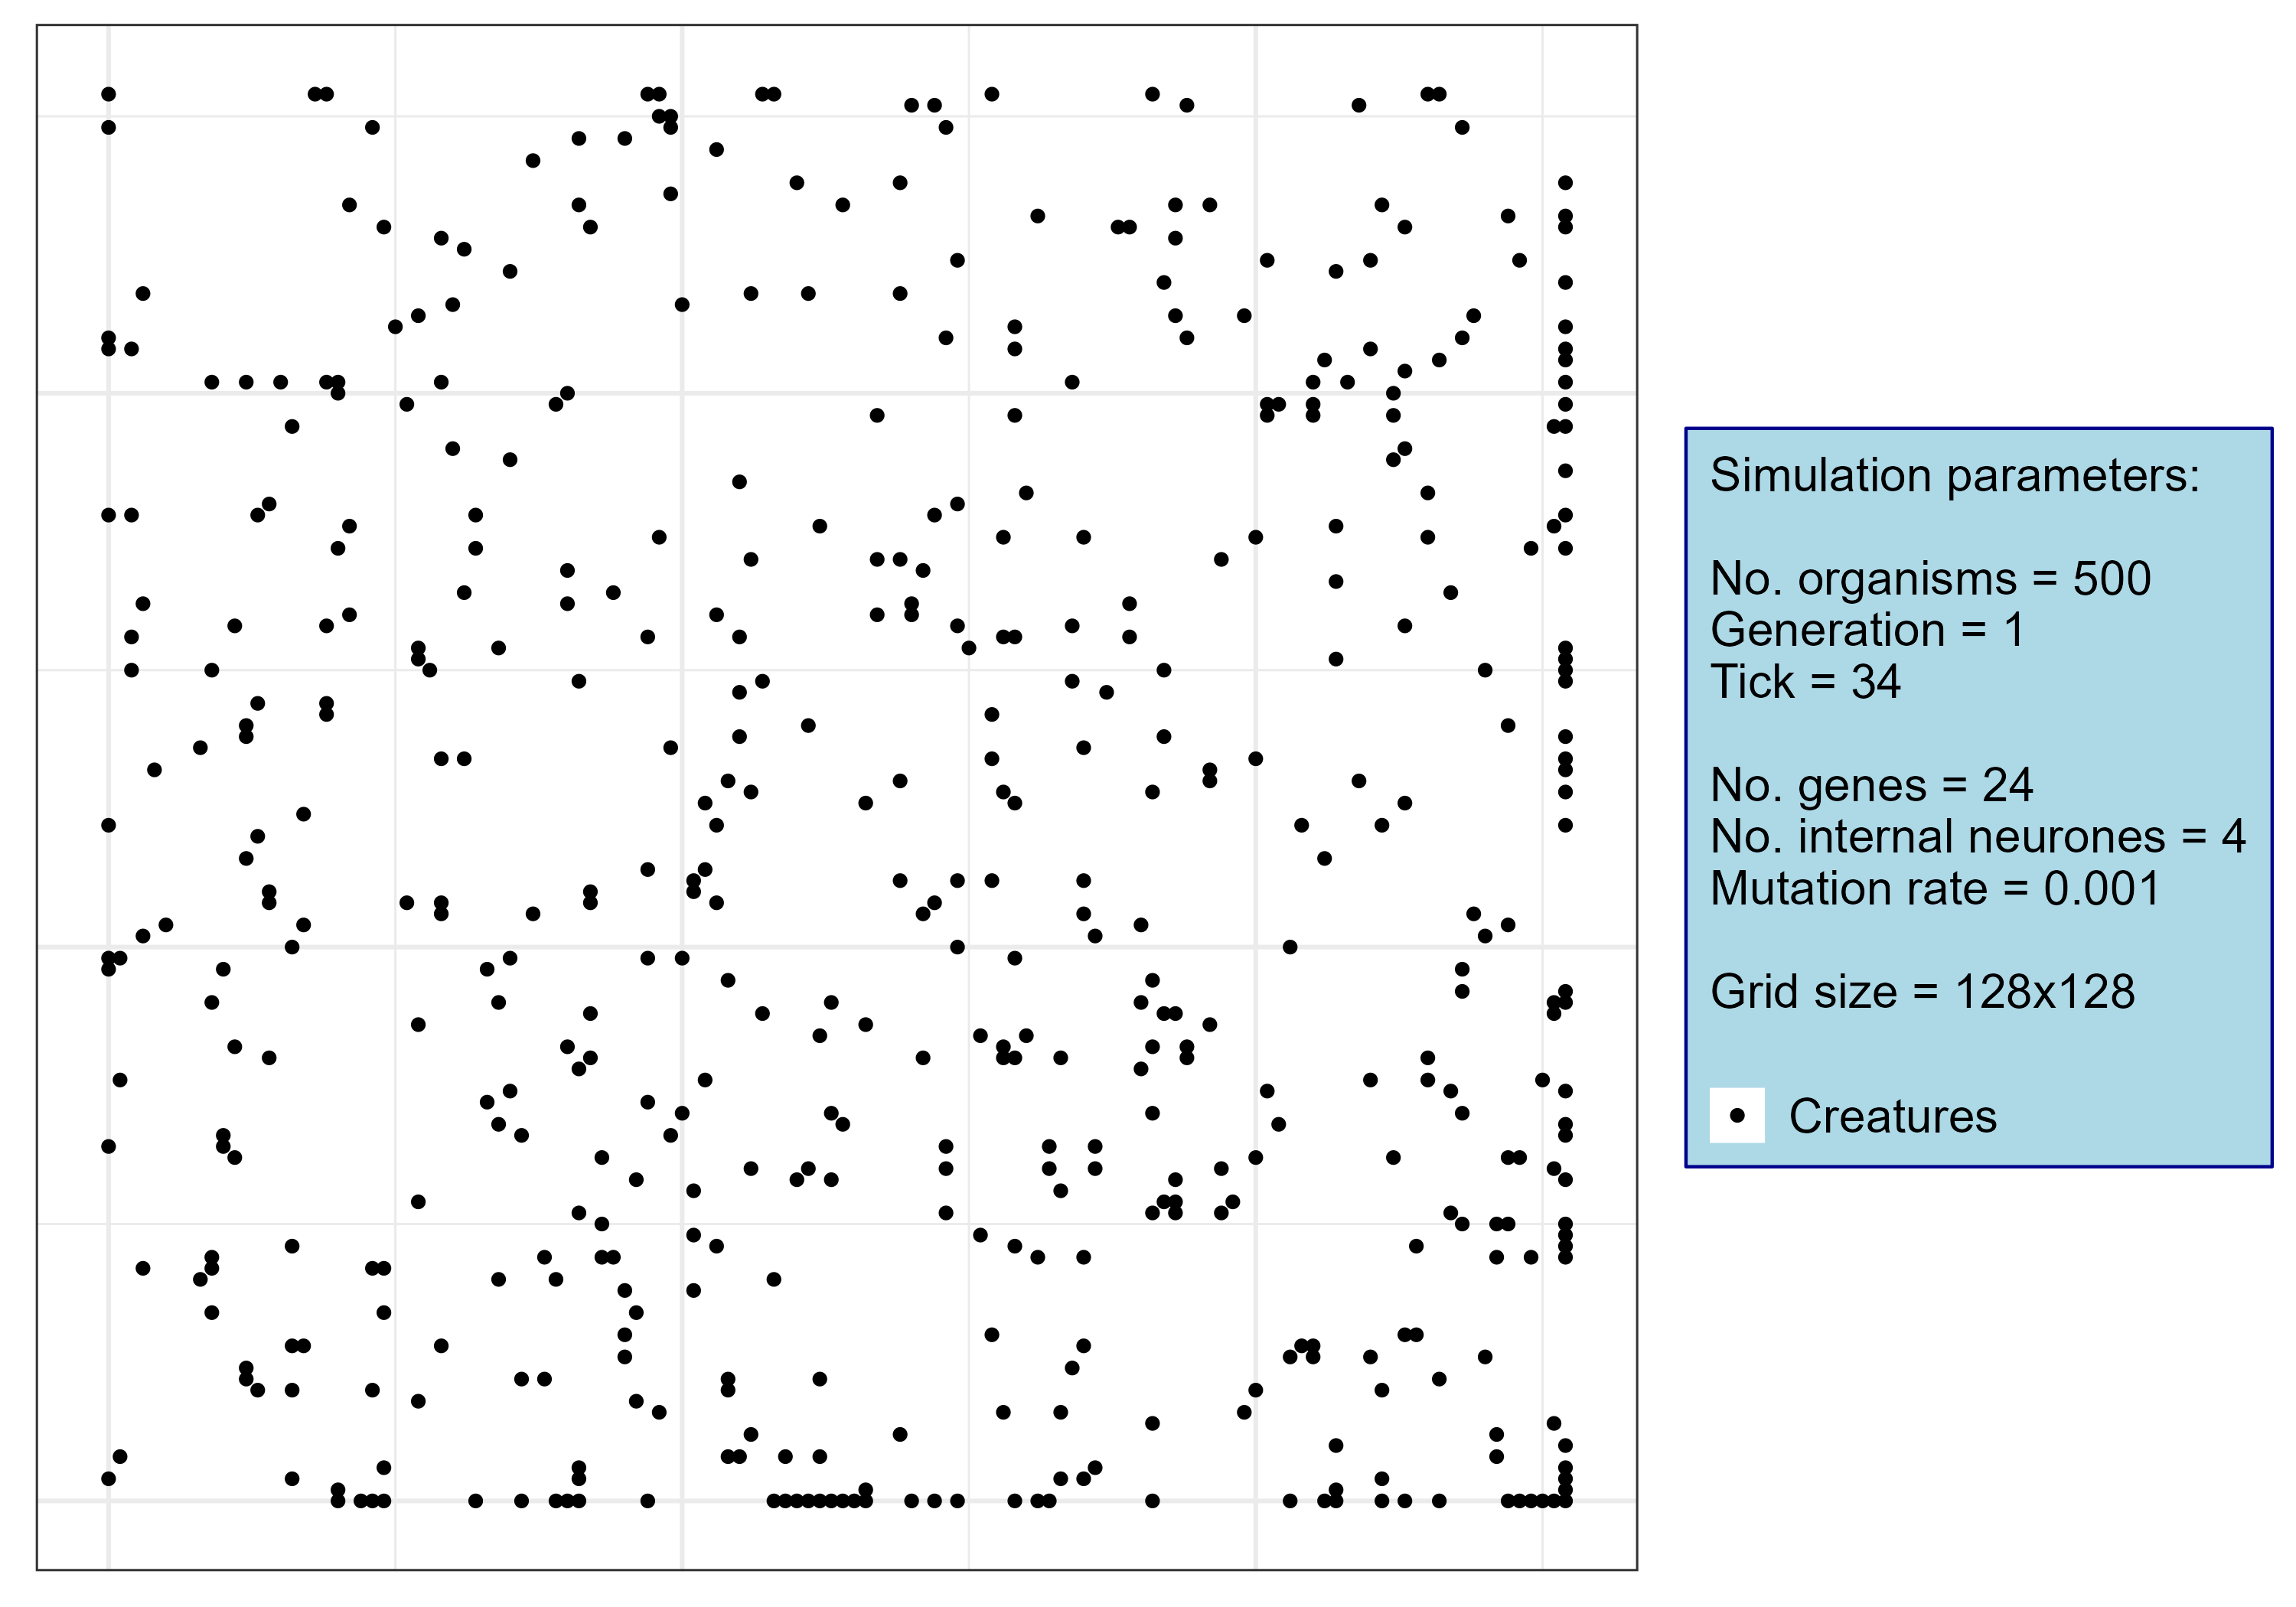 Simulation parameters:
No. organisms = 500
Generation = 1
Tick = 34
No. genes = 24
No. internal neurones = 4
Mutation rate = 0.001
Grid size = 128x128
Creatures